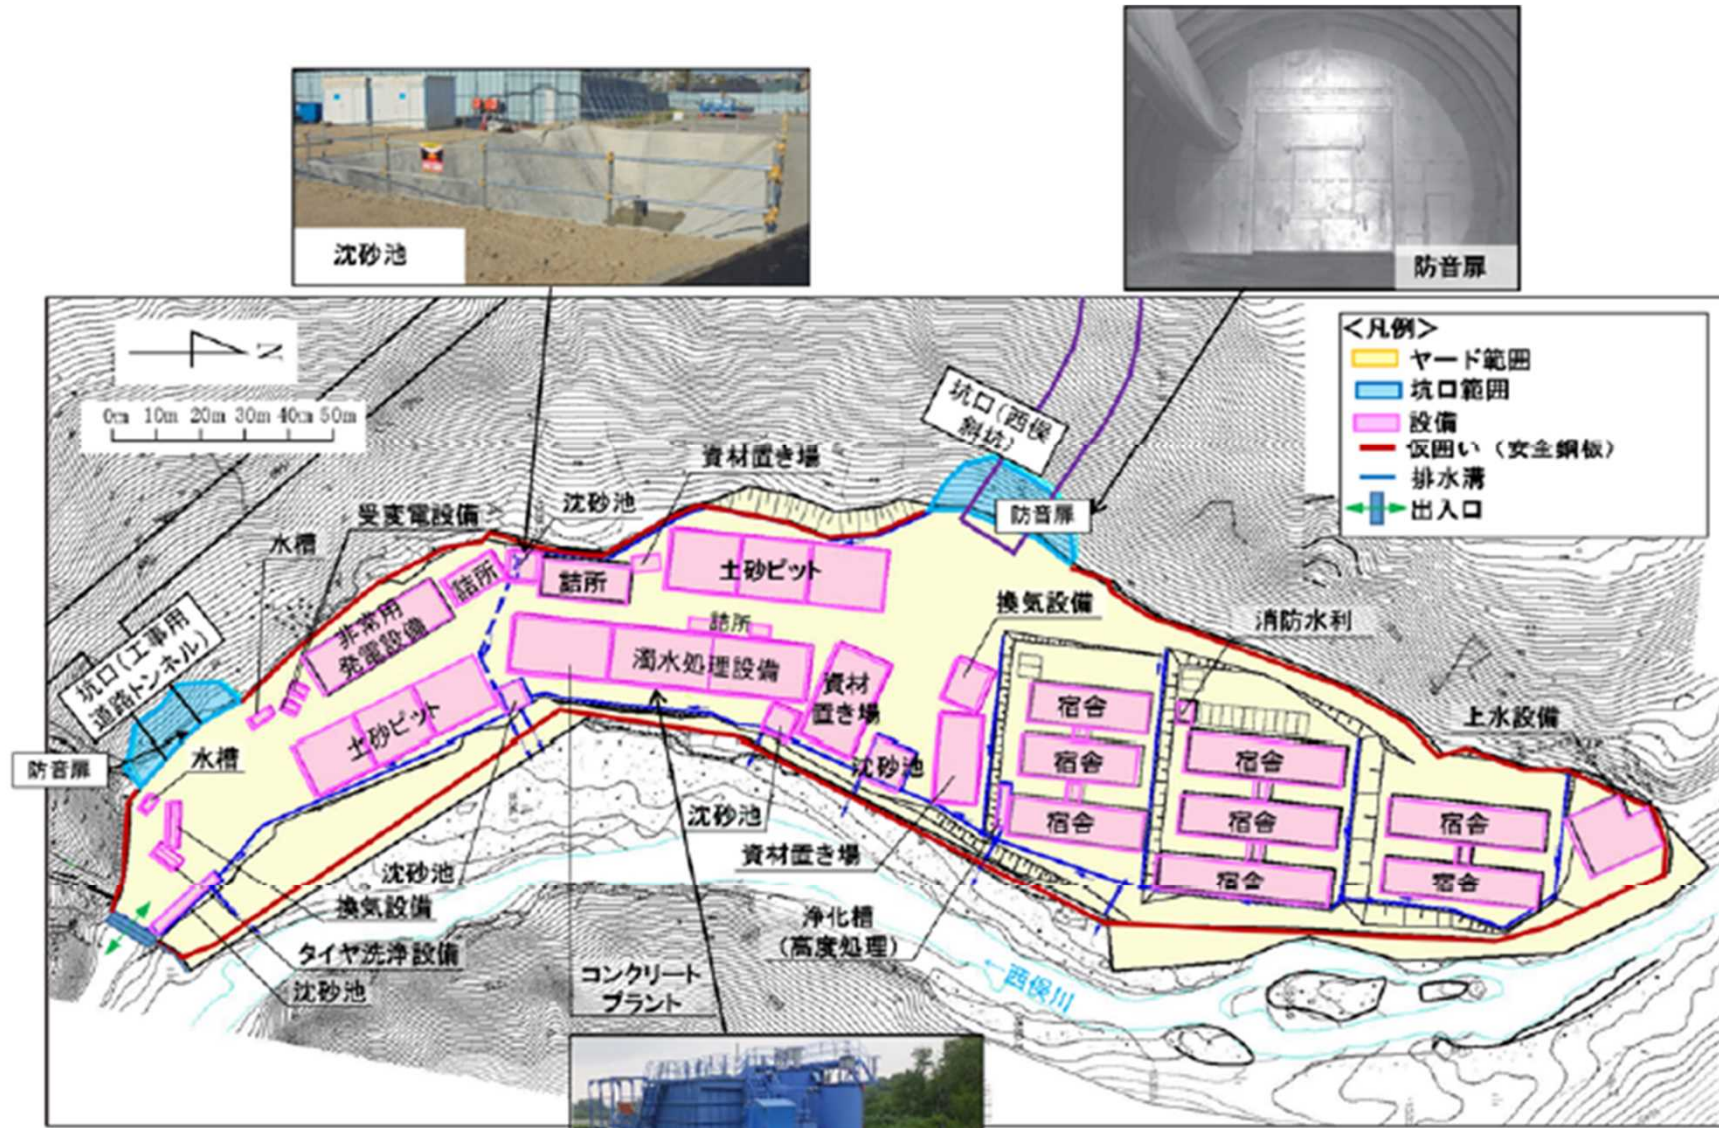 沈砂池
防音扉
<凡例>
ヤード範囲
坑口範囲
設備
仮囲い(安全鋼板)
排水溝
出入口
N
0cm 10m 20m 30m 40m 50m
坑口(西俣
斜坑)
資材置き場
沈砂池
受変電設備
水槽
防音扉
詰所
詰所
土砂ピット
換気設備
消防水利
非常用
発電設備
詰所
濁水処理設備
坑口(工事用
道路トンネル)
資材
置き場
宿舎
上水設備
土砂ピット
宿舎
宿舎
防音扉
水槽
沈砂池
宿舎
宿舎
宿舎
沈砂池
資材置き場
沈砂池
宿舎
宿舎
換気設備
浄化槽
(高度処理)
タイヤ洗浄設備
沈砂池
コンクリート
プラント
←西俣川